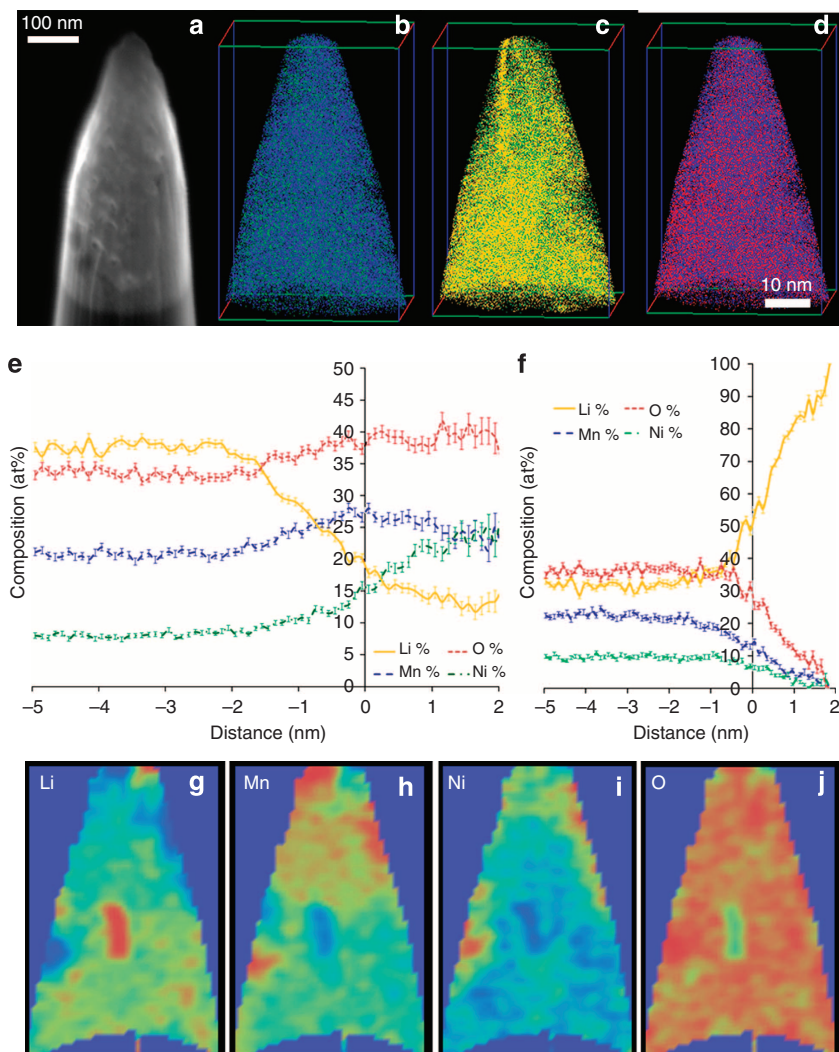 100 nm
a
b
c
d
10 nm
e
50
45
40
35
30
25
20
15
10
5
0
Composition (at%)
Li %
O %
Mn %
Ni %
–5
–4
–3
–2
–1
0
1
2
Distance (nm)
f
100
90
80
70
60
50
40
30
20
10
0
Composition (at%)
Li %
O %
Mn %
Ni %
–5
–4
–3
–2
–1
0
1
2
Distance (nm)
Li
g
Mn
h
Ni
i
O
j